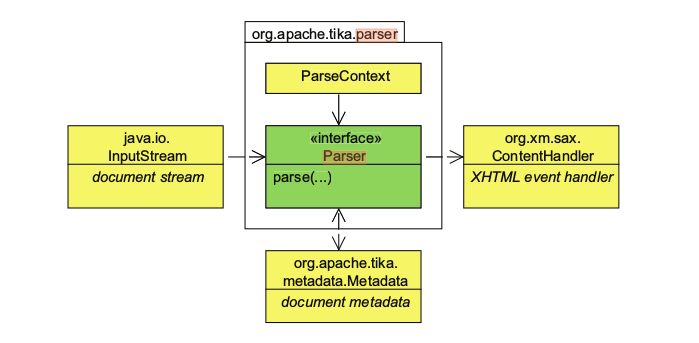 org.apache.tika.parser
ParseContext
java.io.
InputStream
document stream
«interface»
Parser
parse(...)
org.xm.sax.
ContentHandler
XHTML event handler
org.apache.tika.
metadata.Metadata
document metadata